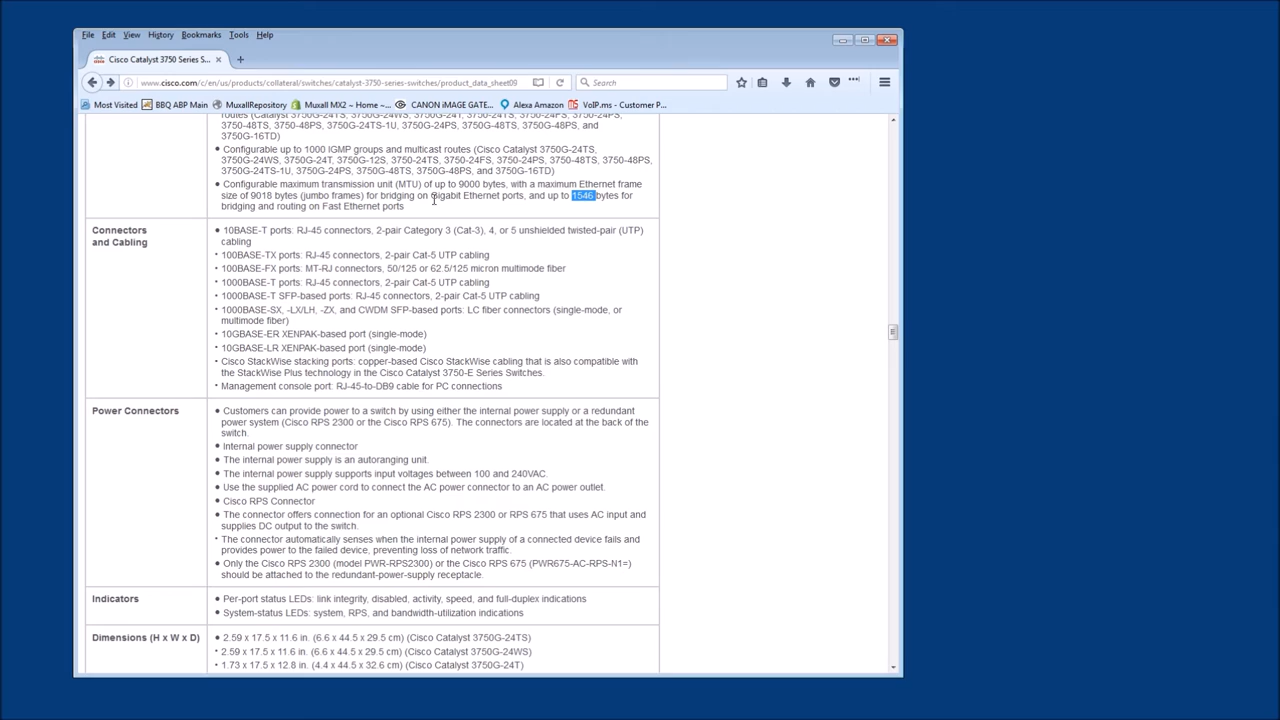 File Edit View History Bookmarks Tools Help
Cisco Catalyst 3750 Series S...
www.cisco.com/c/en/us/products/collateral/switches/catalyst-3750-series-switches/product_data_sheet09
Search
Most Visited BBQ ABP Main MuxallRepository Muxall MX2 ~ Home ~... CANON iMAGE GATE... Alexa Amazon VoIP.ms - Customer P...
routes (Catalyst 3750G-24TS, 3750G-24WS, 3750G-24T, 3750G-12S, 3750-24TS, 3750-24FS, 3750-24PS,
3750-48TS, 3750-48PS, 3750G-24TS-1U, 3750G-24PS, 3750G-48TS, 3750G-48PS, and
3750G-16TD)
• Configurable up to 1000 IGMP groups and multicast routes (Cisco Catalyst 3750G-24TS,
3750G-24WS, 3750G-24T, 3750G-12S, 3750-24TS, 3750-24FS, 3750-24PS, 3750-48TS, 3750-48PS,
3750G-24TS-1U, 3750G-24PS, 3750G-48TS, 3750G-48PS, and 3750G-16TD)
• Configurable maximum transmission unit (MTU) of up to 9000 bytes, with a maximum Ethernet frame
size of 9018 bytes (jumbo frames) for bridging on Gigabit Ethernet ports, and up to 1546 bytes for
bridging and routing on Fast Ethernet ports
Connectors
and Cabling
• 10BASE-T ports: RJ-45 connectors, 2-pair Category 3 (Cat-3), 4, or 5 unshielded twisted-pair (UTP)
cabling
• 100BASE-TX ports: RJ-45 connectors, 2-pair Cat-5 UTP cabling
• 100BASE-FX ports: MT-RJ connectors, 50/125 or 62.5/125 micron multimode fiber
• 1000BASE-T ports: RJ-45 connectors, 2-pair Cat-5 UTP cabling
• 1000BASE-T SFP-based ports: RJ-45 connectors, 2-pair Cat-5 UTP cabling
• 1000BASE-SX, -LX/LH, -ZX, and CWDM SFP-based ports: LC fiber connectors (single-mode, or
multimode fiber)
• 10GBASE-ER XENPAK-based port (single-mode)
• 10GBASE-LR XENPAK-based port (single-mode)
• Cisco StackWise stacking ports: copper-based Cisco StackWise cabling that is also compatible with
the StackWise Plus technology in the Cisco Catalyst 3750-E Series Switches.
• Management console port: RJ-45-to-DB9 cable for PC connections
Power Connectors
• Customers can provide power to a switch by using either the internal power supply or a redundant
power system (Cisco RPS 2300 or the Cisco RPS 675). The connectors are located at the back of the
switch.
• Internal power supply connector
• The internal power supply is an autoranging unit.
• The internal power supply supports input voltages between 100 and 240VAC.
• Use the supplied AC power cord to connect the AC power connector to an AC power outlet.
• Cisco RPS Connector
• The connector offers connection for an optional Cisco RPS 2300 or RPS 675 that uses AC input and
supplies DC output to the switch.
• The connector automatically senses when the internal power supply of a connected device fails and
provides power to the failed device, preventing loss of network traffic.
• Only the Cisco RPS 2300 (model PWR-RPS2300) or the Cisco RPS 675 (PWR675-AC-RPS-N1=)
should be attached to the redundant-power-supply receptacle.
Indicators
• Per-port status LEDs: link integrity, disabled, activity, speed, and full-duplex indications
• System-status LEDs: system, RPS, and bandwidth-utilization indications
Dimensions (H x W x D)
• 2.59 x 17.5 x 11.6 in. (6.6 x 44.5 x 29.5 cm) (Cisco Catalyst 3750G-24TS)
• 2.59 x 17.5 x 11.6 in. (6.6 x 44.5 x 29.5 cm) (Cisco Catalyst 3750G-24WS)
• 1.73 x 17.5 x 12.8 in. (4.4 x 44.5 x 32.6 cm) (Cisco Catalyst 3750G-24T)